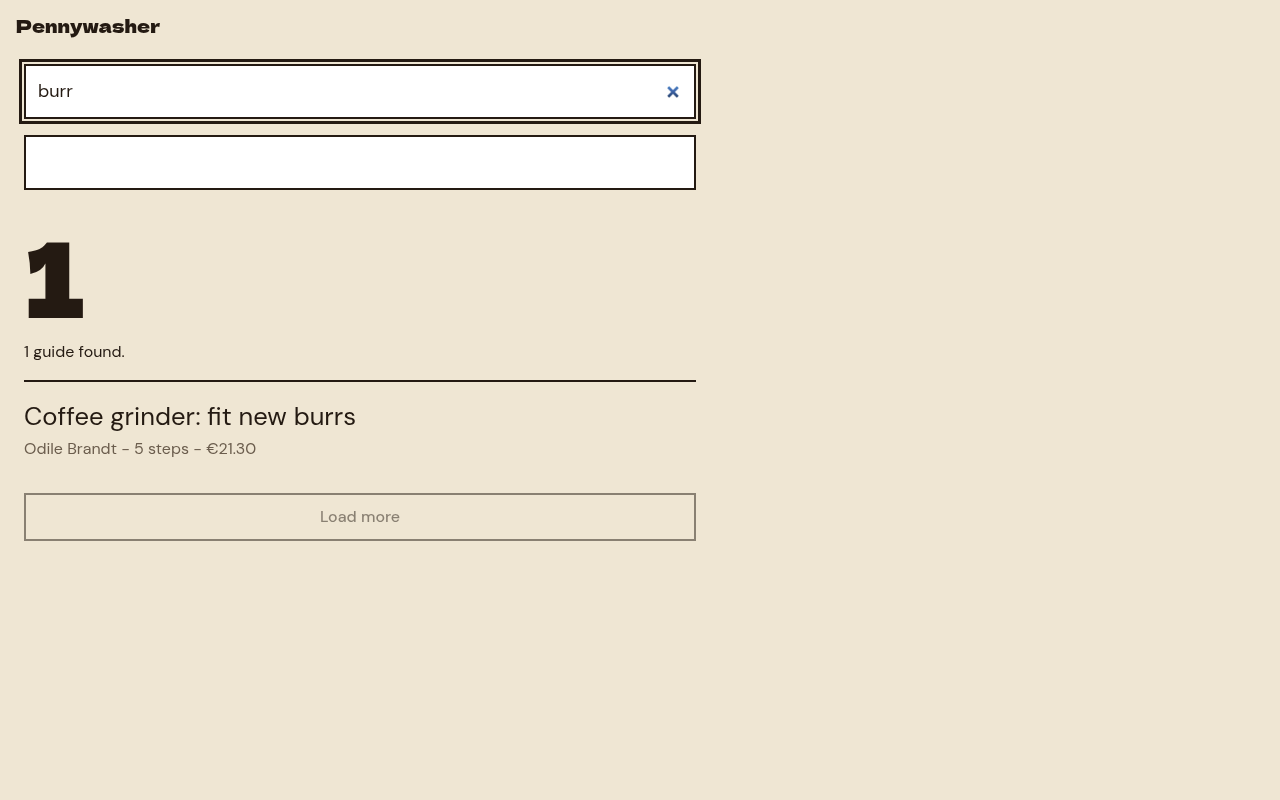 Pennywasher
burr
1
1 guide found.
Coffee grinder: fit new burrs
Odile Brandt – 5 steps – €21.30
Load more